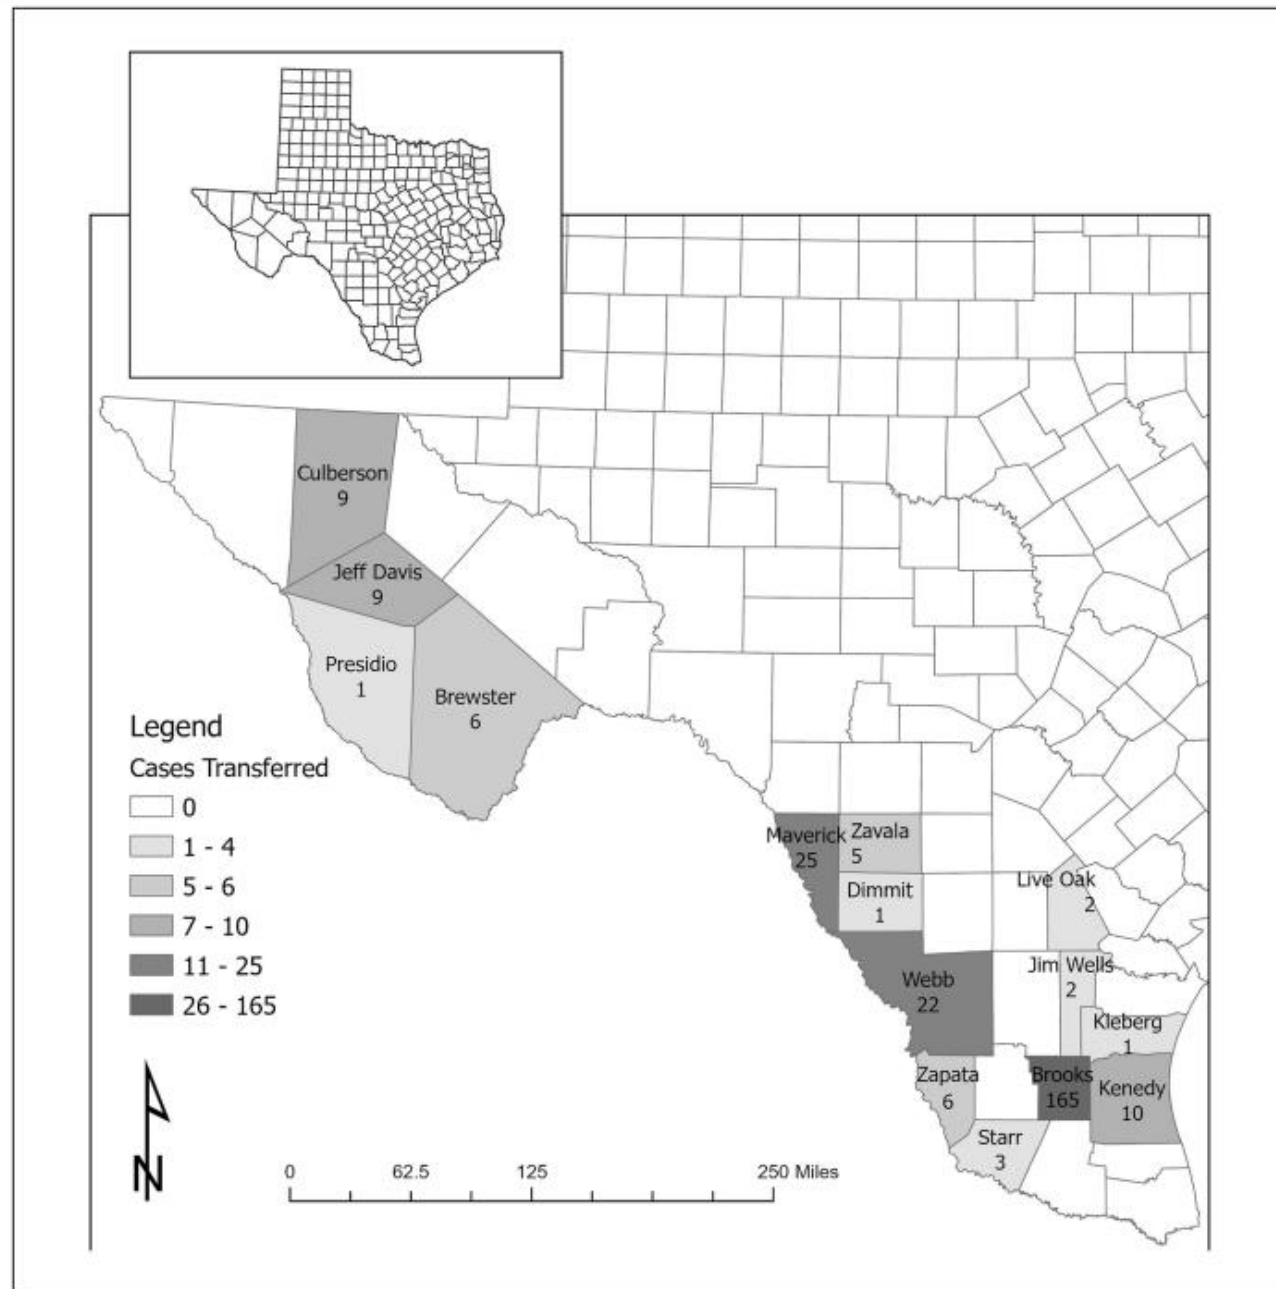 Culberson
9
Jeff Davis
9
Presidio
1
Brewster
6
Legend
Cases Transferred
0
1 - 4
5 - 6
7 - 10
11 - 25
26 - 165
N
0 62.5 125 250 Miles
Maverick
25
Zavala
5
Dimmit
1
Live Oak
2
Webb
22
Jim Wells
2
Kleberg
1
Zapata
6
Brooks
165
Kenedy
10
Starr
3